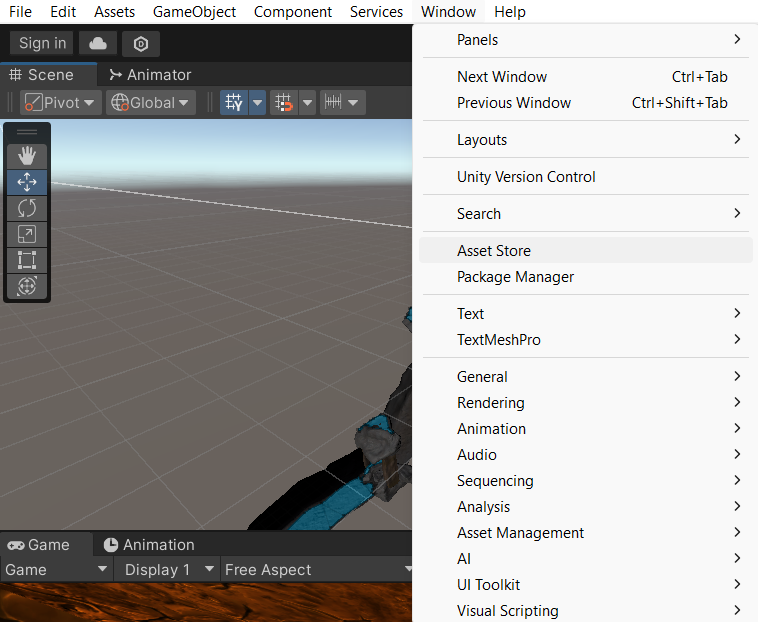 File Edit Assets GameObject Component Services Window Help
Sign in
Scene Animator
Pivot Global
Panels
Next Window Ctrl+Tab
Previous Window Ctrl+Shift+Tab
Layouts
Unity Version Control
Search
Asset Store
Package Manager
Text
TextMeshPro
General
Rendering
Animation
Audio
Sequencing
Analysis
Asset Management
AI
UI Toolkit
Visual Scripting
Game Animation
Game Display 1 Free Aspect